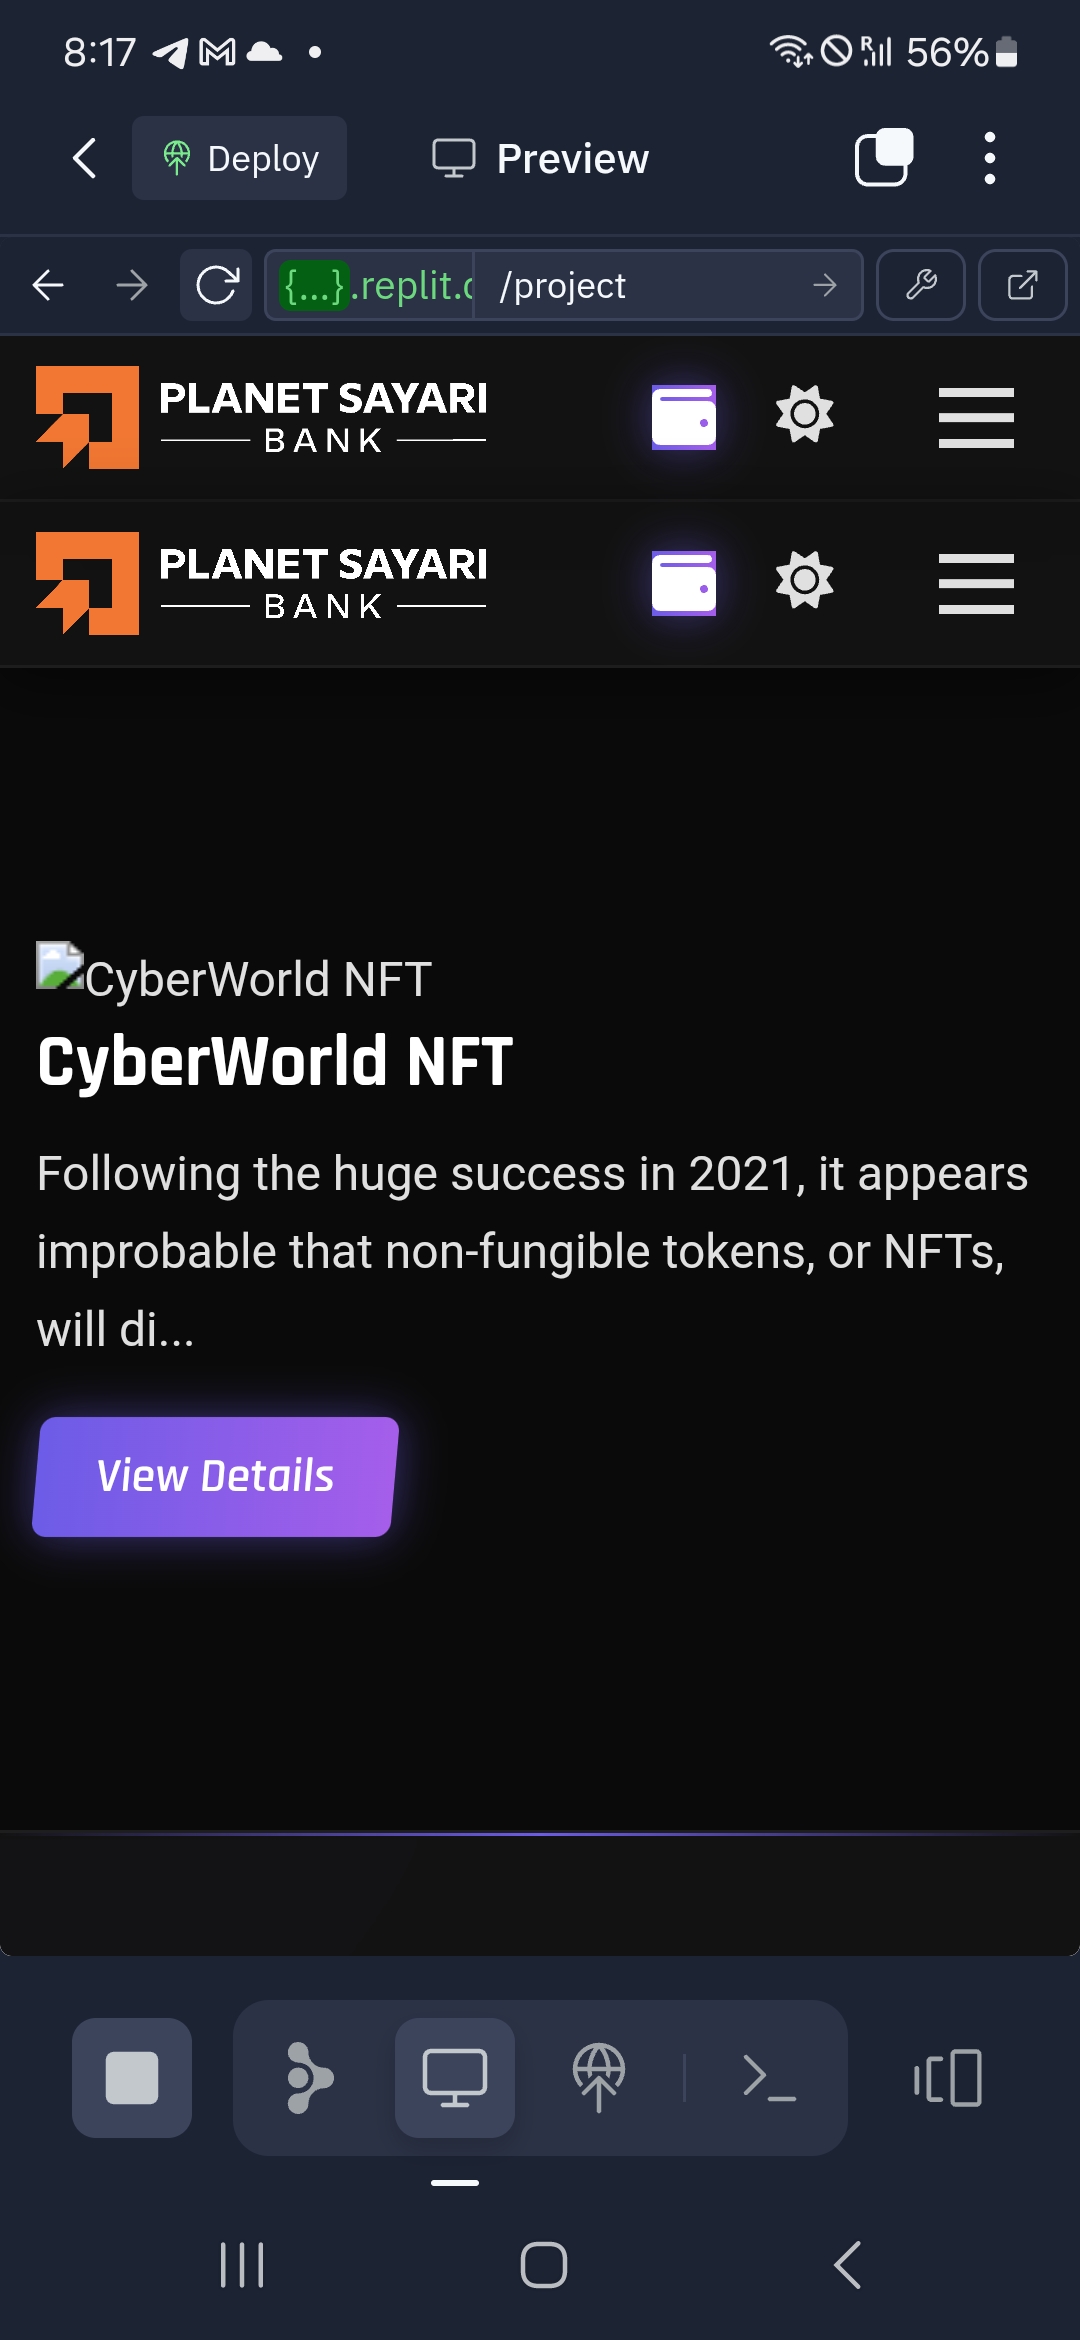 8:17
56%
Deploy
Preview
{...}.replit.c
/project
PLANET SAYARI
BANK
PLANET SAYARI
BANK
CyberWorld NFT
CyberWorld NFT
Following the huge success in 2021, it appears
improbable that non-fungible tokens, or NFTs,
will di...
View Details